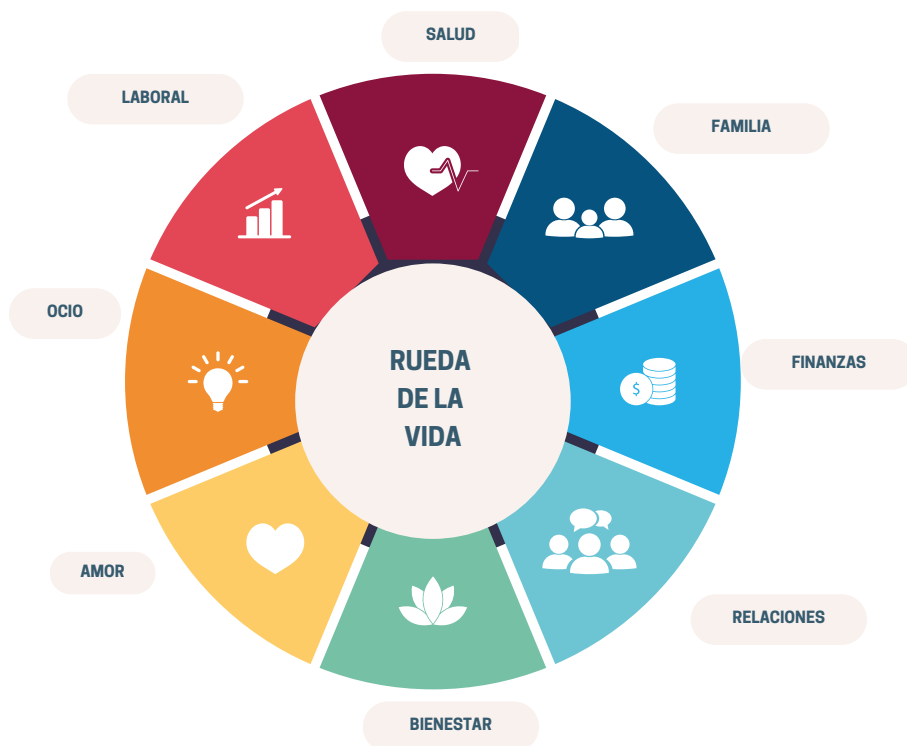 SALUD
LABORAL
FAMILIA
OCIO
FINANZAS
RUEDA
DE LA
VIDA
$
AMOR
RELACIONES
BIENESTAR